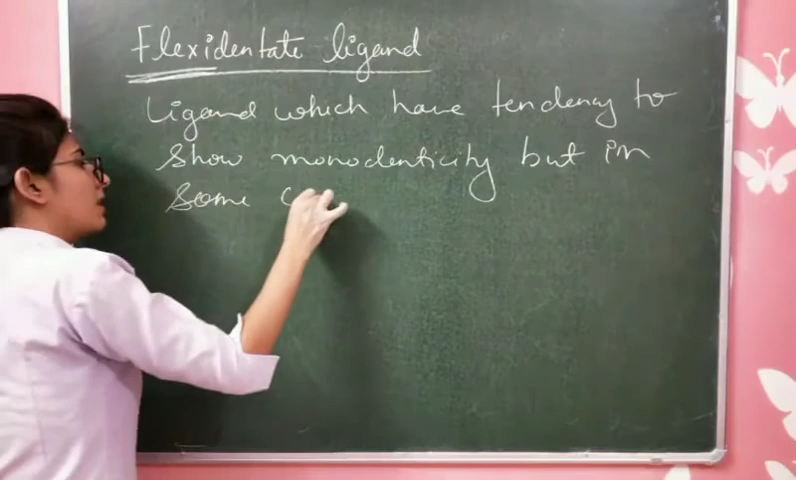 Flexidentate ligand
Ligand which have tendency to
show monodenticity but in
some